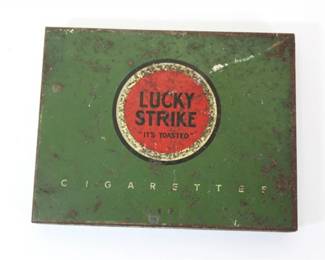 LUCKY
STRIKE
"IT'S TOASTED"
CIGARETTES